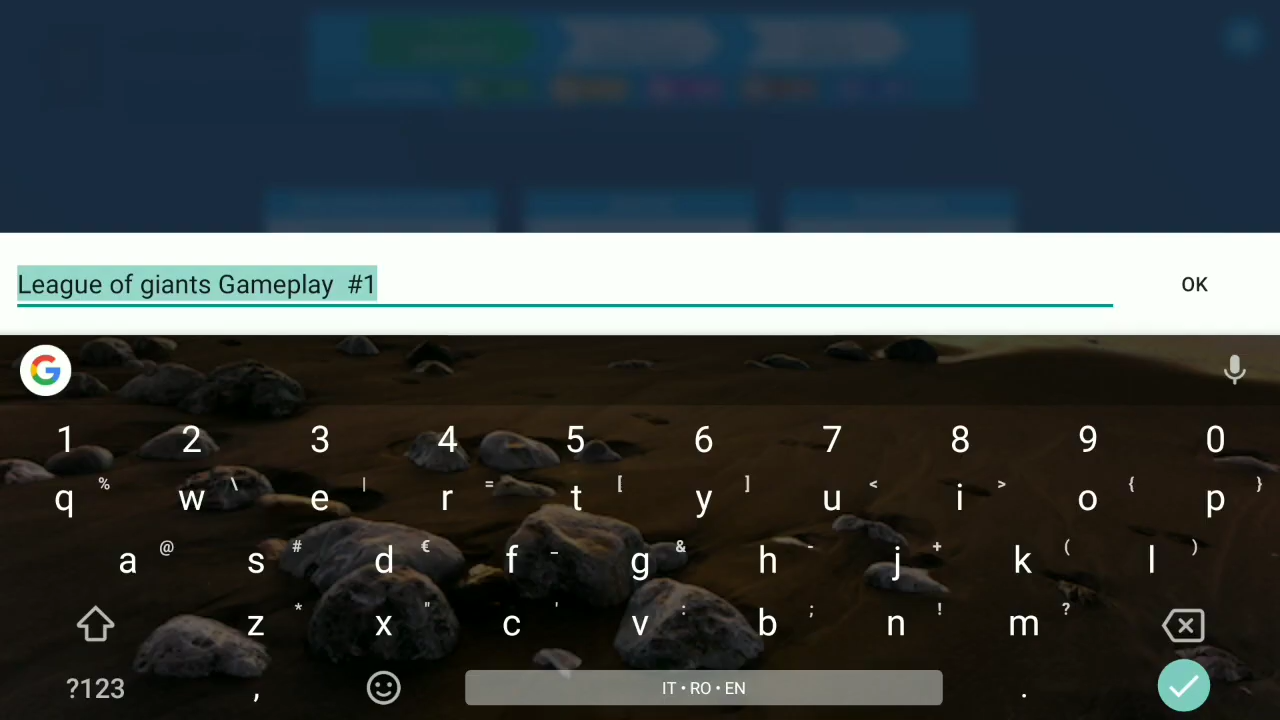 League of giants Gameplay  #1
OK
1 2 3 4 5 6 7 8 9 0
q % w \ e | r = t [ y ] u < i > o { p }
a @ s # d € f _ g & h - j + k ( l )
z * x " c ' v : b ; n ! m ?
?123 , IT • RO • EN .